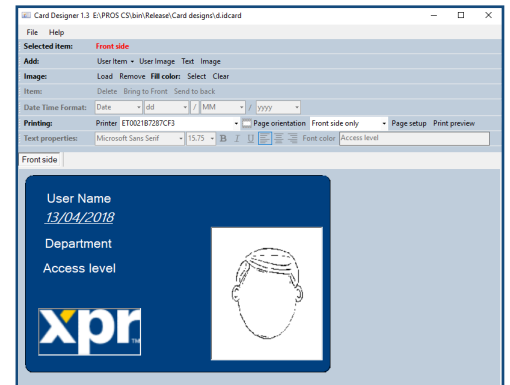 Card Designer 1.3 E:\PROS CS\bin\Release\Card designs\d.idcard
File Help
Selected item: Front side
Add: User Item User Image Text Image
Image: Load Remove Fill color: Select Clear
Item: Delete Bring to Front Send to back
Date Time Format: Date dd / MM / yyyy
Printing: Printer ET0021B7287CF3 Page orientation Front side only Page setup Print preview
Text properties: Microsoft Sans Serif 15.75 B I U Font color Access level
Front side
User Name
13/04/2018
Department
Access level
xpr
TM